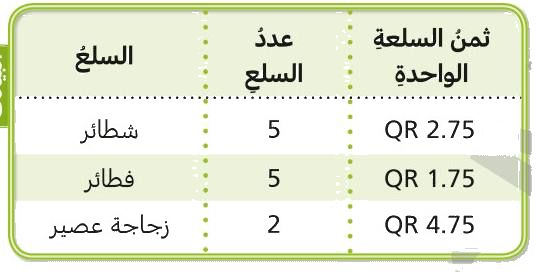 السلعُ
عددُ السلعِ
ثمنُ السلعةِ الواحدةِ
شطائر 5 QR 2.75
فطائر 5 QR 1.75
زجاجة عصير 2 QR 4.75